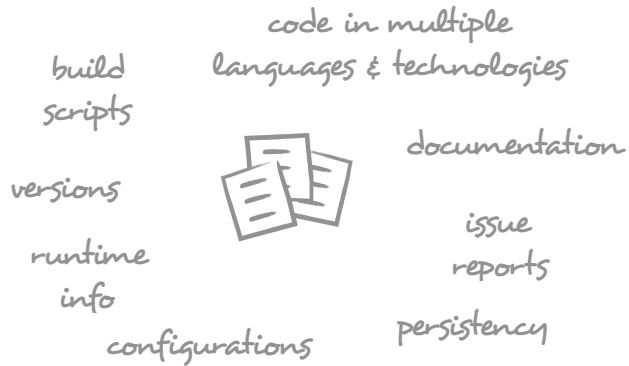 code in multiple
languages & technologies
build
scripts
documentation
versions
issue
reports
runtime
info
persistency
configurations